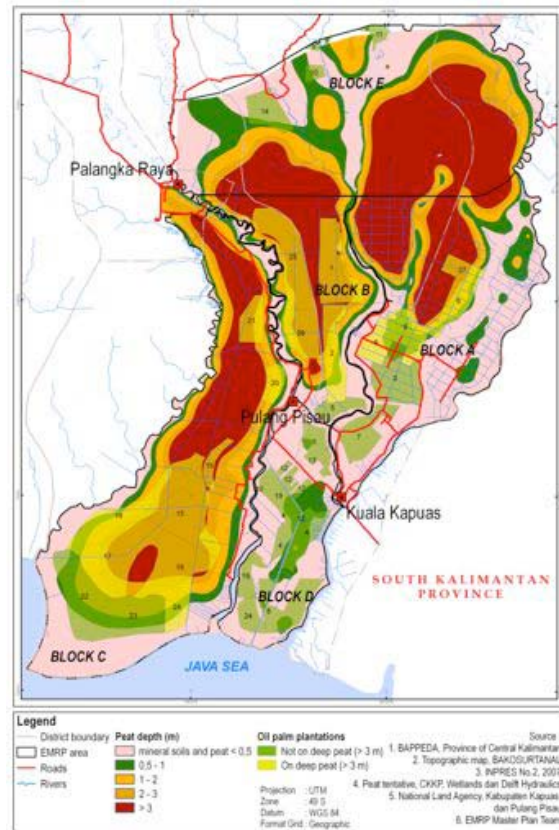 BLOCK E
Palangka Raya
BLOCK B
BLOCK A
Pulang Pisau
Kuala Kapuas
SOUTH KALIMANTAN
PROVINCE
BLOCK D
BLOCK C
JAVA SEA
Legend
District boundary
EMRP area
Roads
Rivers
Peat depth (m)
mineral soils and peat < 0,5
0,5 - 1
1 - 2
2 - 3
> 3
Oil palm plantations
Not on deep peat (> 3 m)
On deep peat (> 3 m)
Projection : UTM
Zone : 49 S
Datum : WGS 84
Format Grid : Geographic
Source :
1. BAPPEDA, Province of Central Kalimantan
2. Topographic map, BAKOSURTANAL
3. INPRES No.2, 2007
4. Peat tentative, CKKP, Wetlands dan Delft Hydraulics
5. National Land Agency, Kabupaten Kapuas
dan Pulang Pisau
6. EMRP Master Plan Team